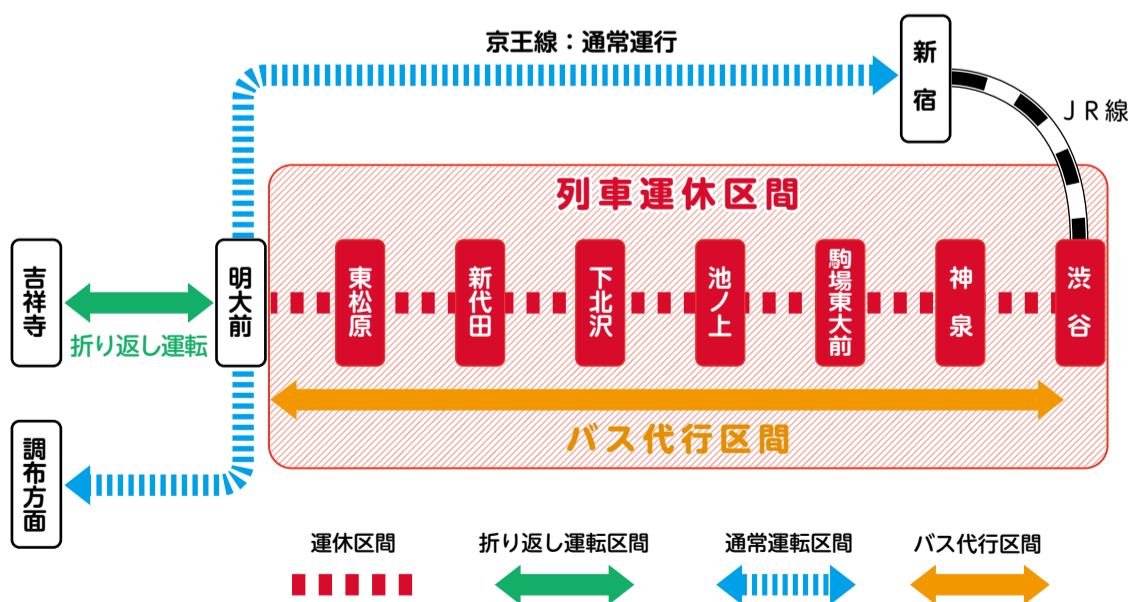 京王線：通常運行
新宿
ＪＲ線
列車運休区間
吉祥寺
折り返し運転
明大前
東松原
新代田
下北沢
池ノ上
駒場東大前
神泉
渋谷
バス代行区間
調布方面
運休区間
折り返し運転区間
通常運転区間
バス代行区間